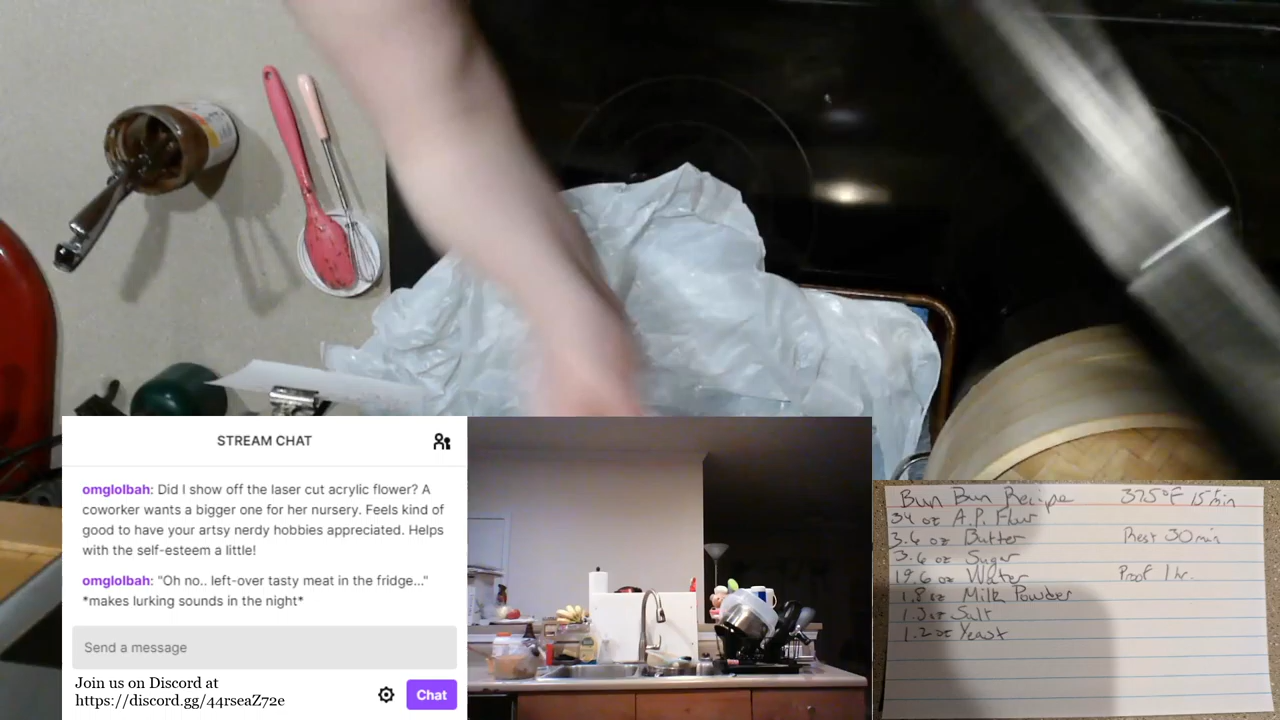 STREAM CHAT
omglolbah: Did I show off the laser cut acrylic flower? A
coworker wants a bigger one for her nursery. Feels kind of
good to have your artsy nerdy hobbies appreciated. Helps
with the self-esteem a little!
omglolbah: "Oh no.. left-over tasty meat in the fridge..."
*makes lurking sounds in the night*
Send a message
Join us on Discord at
https://discord.gg/44rseaZ72e
Chat
Bun Bun Recipe 375°F 15 min
34 oz A.P. Flour
3.6 oz Butter Rest 30 min
3.6 oz Sugar
19.6 oz Water Proof 1 hr.
1.8 oz Milk Powder
1.3 oz Salt
1.2 oz Yeast